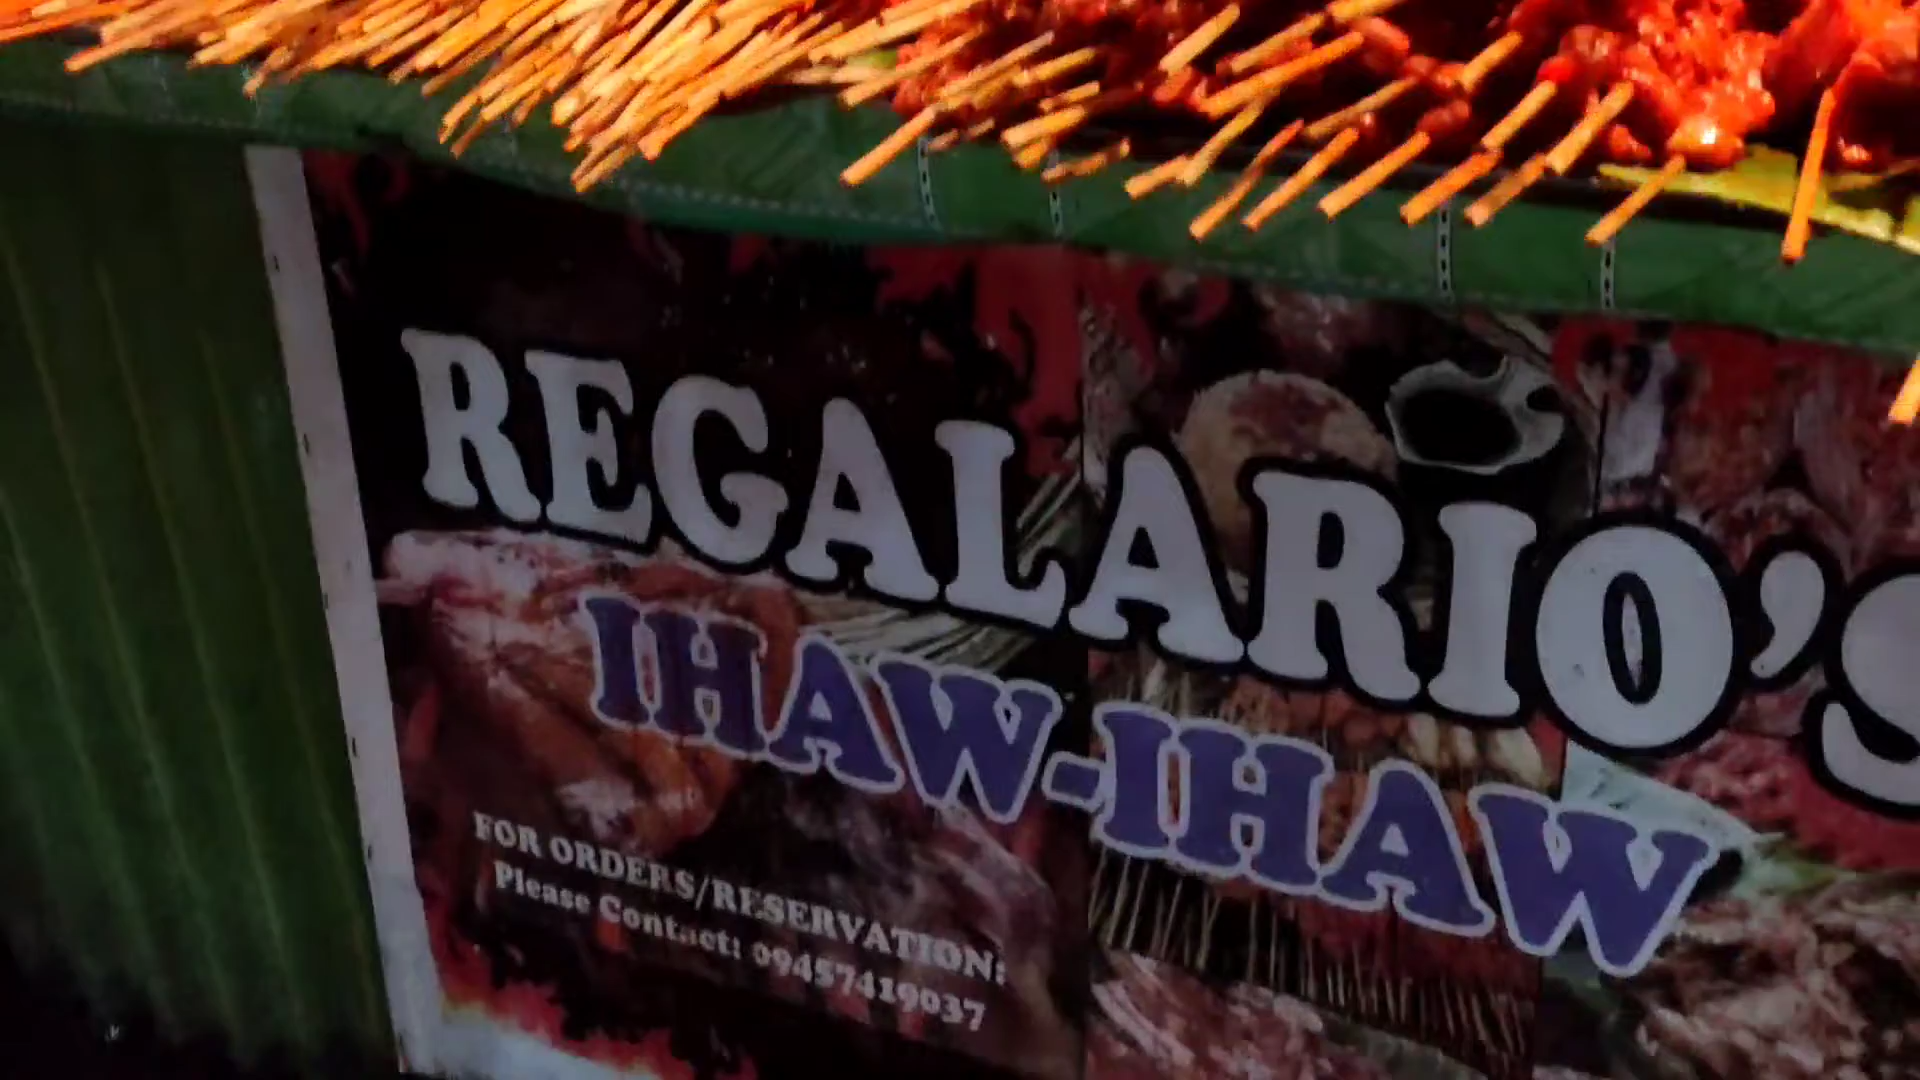 REGALARIO'S
IHAW-IHAW
FOR ORDERS/RESERVATION:
Please Contact: 09457419037